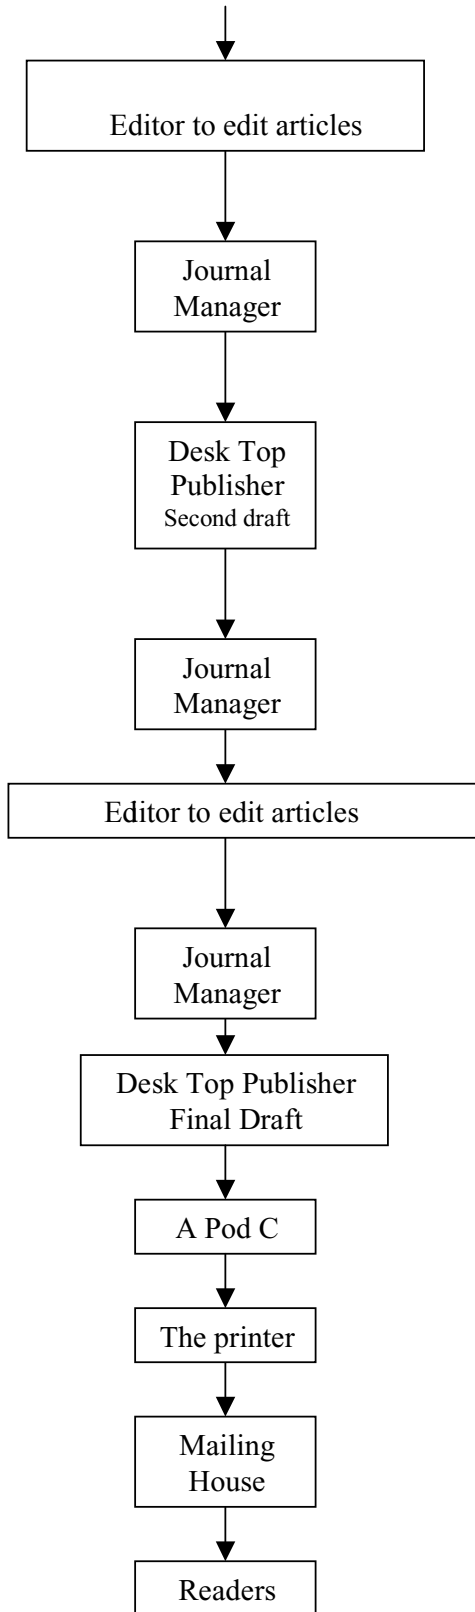 Editor to edit articles
Journal
Manager
Desk Top
Publisher
Second draft
Journal
Manager
Editor to edit articles
Journal
Manager
Desk Top Publisher
Final Draft
A Pod C
The printer
Mailing
House
Readers